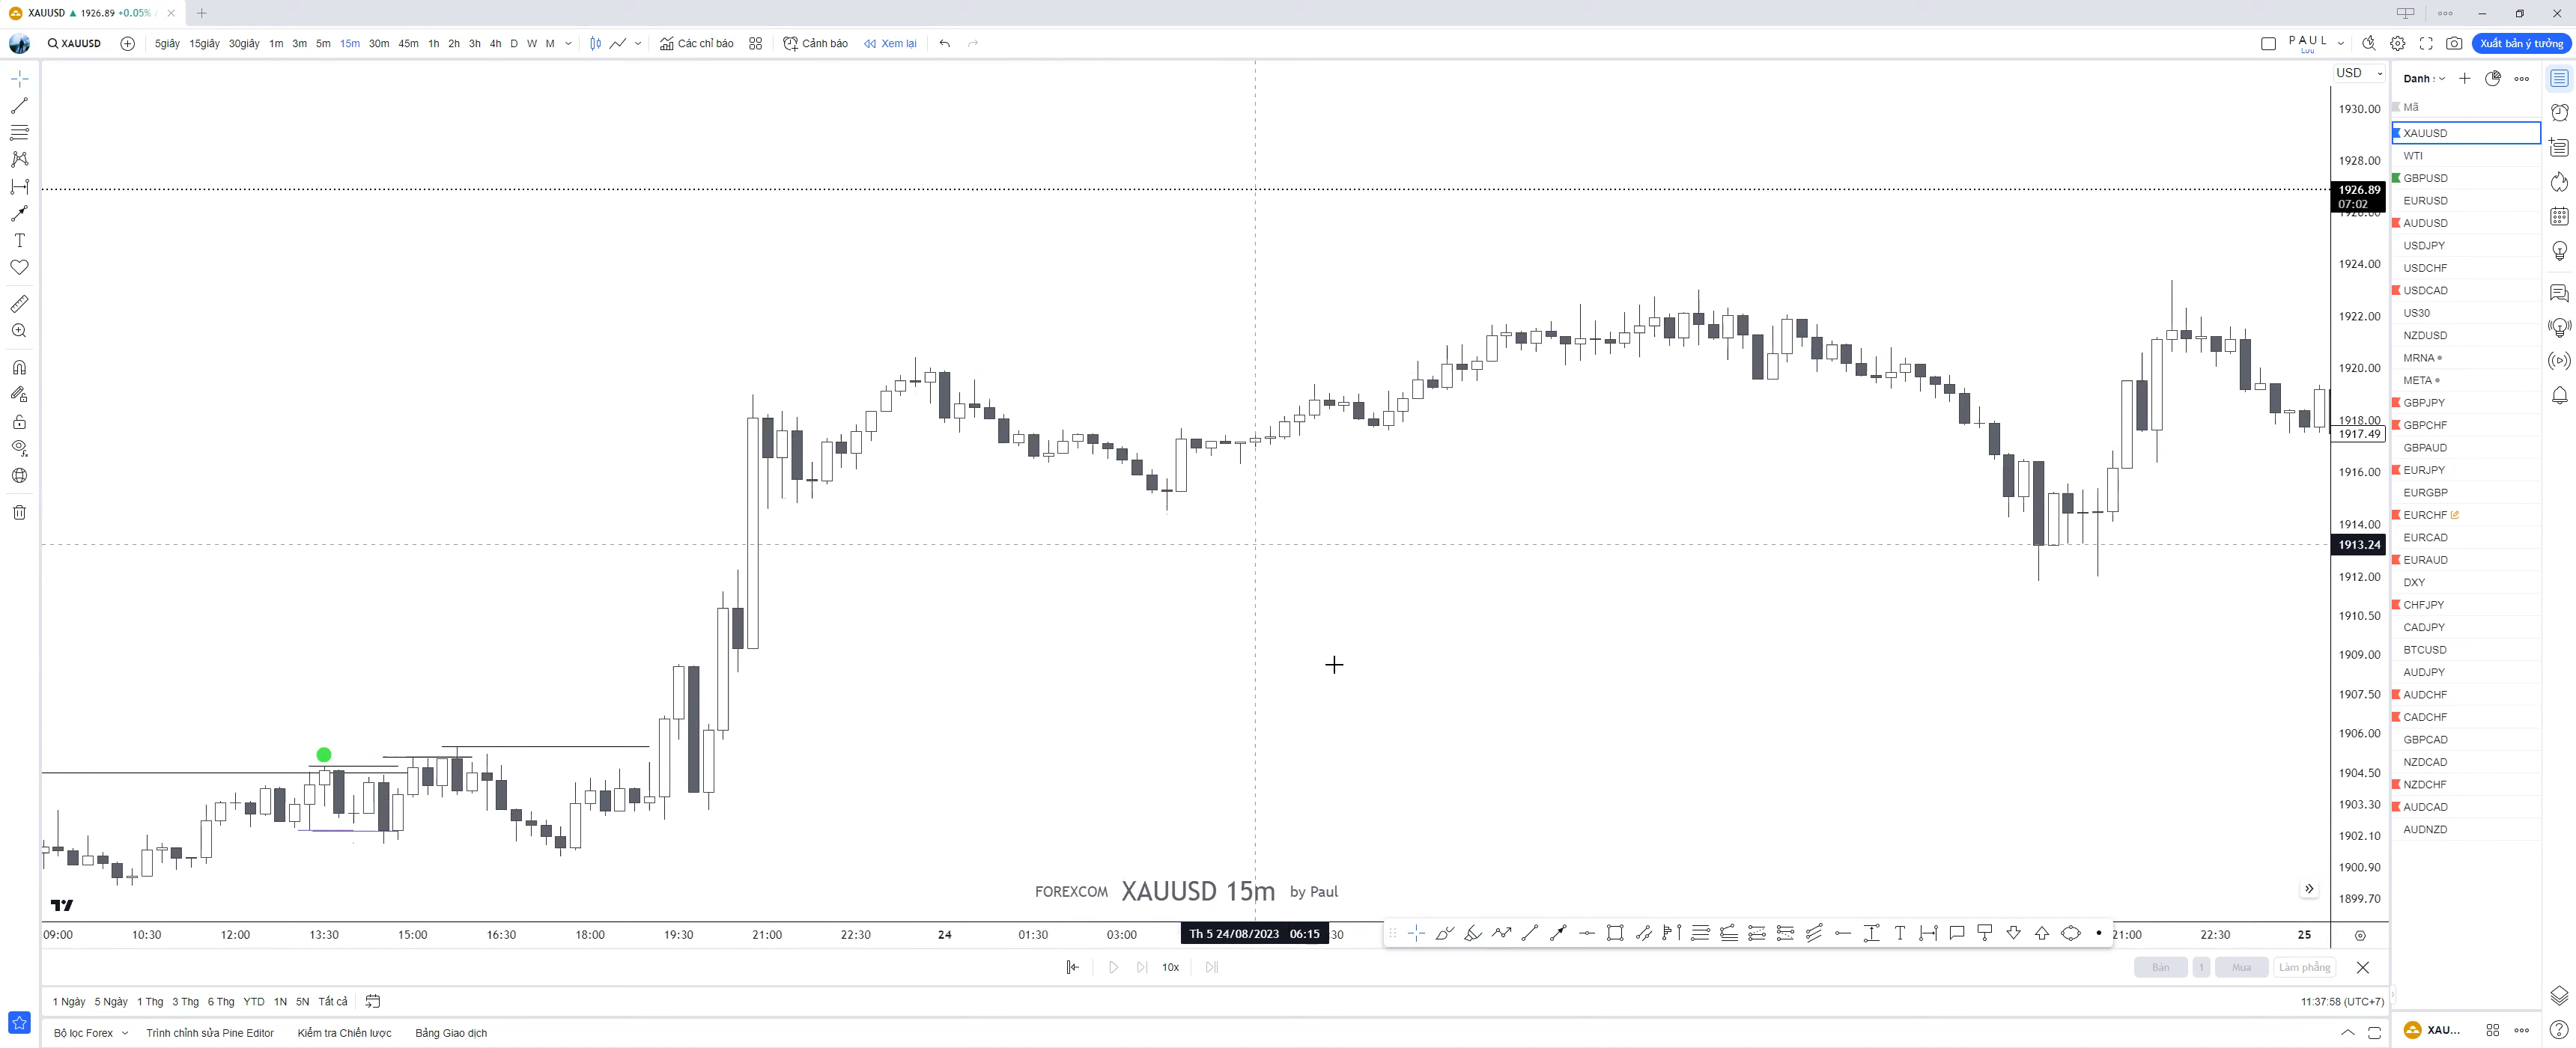 XAUUSD ▲ 1926.89 +0.05% /
XAUUSD 5giây 15giây 30giây 1m 3m 5m 15m 30m 45m 1h 2h 3h 4h D W M Các chỉ báo Cảnh báo Xem lại PAUL Lưu Xuất bản ý tưởng
USD
1930.00
1928.00
1926.89
07:02
1926.00
1924.00
1922.00
1920.00
1918.00
1917.49
1916.00
1914.00
1913.24
1912.00
1910.50
1909.00
1907.50
1906.00
1904.50
1903.30
1902.10
1900.90
1899.70
Danh :
Mã
XAUUSD
WTI
GBPUSD
EURUSD
AUDUSD
USDJPY
USDCHF
USDCAD
US30
NZDUSD
MRNA
META
GBPJPY
GBPCHF
GBPAUD
EURJPY
EURGBP
EURCHF
EURCAD
EURAUD
DXY
CHFJPY
CADJPY
BTCUSD
AUDJPY
AUDCHF
CADCHF
GBPCAD
NZDCAD
NZDCHF
AUDCAD
AUDNZD
FOREXCOM XAUUSD 15m by Paul
09:00 10:30 12:00 13:30 15:00 16:30 18:00 19:30 21:00 22:30 24 01:30 03:00 Th 5 24/08/2023 06:15 :30 21:00 22:30 25
10x Bán 1 Mua Làm phẳng
1 Ngày 5 Ngày 1 Thg 3 Thg 6 Thg YTD 1N 5N Tất cả 11:37:58 (UTC+7)
Bộ lọc Forex Trình chỉnh sửa Pine Editor Kiểm tra Chiến lược Bảng Giao dịch XAU...